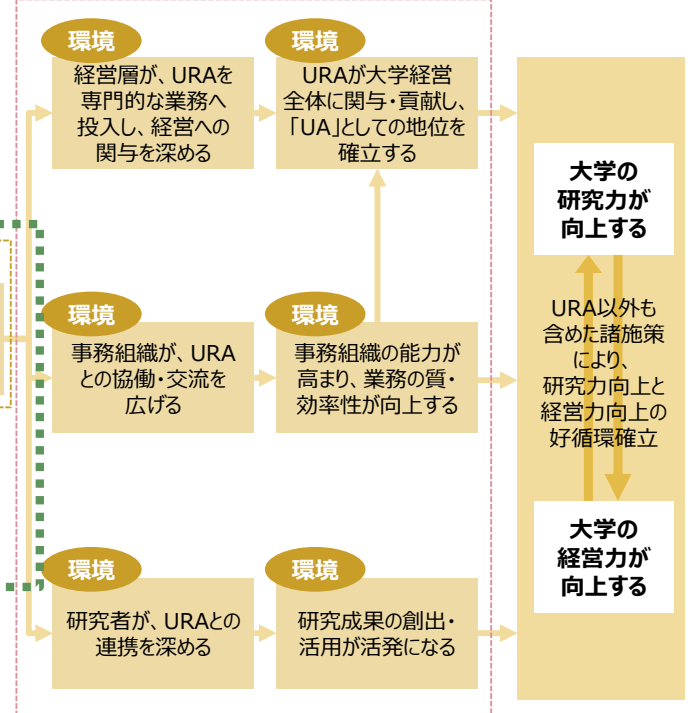 環境
経営層が、URAを
専門的な業務へ
投入し、経営への
関与を深める
環境
URAが大学経営
全体に関与・貢献し、
「UA」としての地位を
確立する
環境
事務組織が、URA
との協働・交流を
広げる
環境
事務組織の能力が
高まり、業務の質・
効率性が向上する
環境
研究者が、URAとの
連携を深める
環境
研究成果の創出・
活用が活発になる
大学の
研究力が
向上する
URA以外も
含めた諸施策
により、
研究力向上と
経営力向上の
好循環確立
大学の
経営力が
向上する